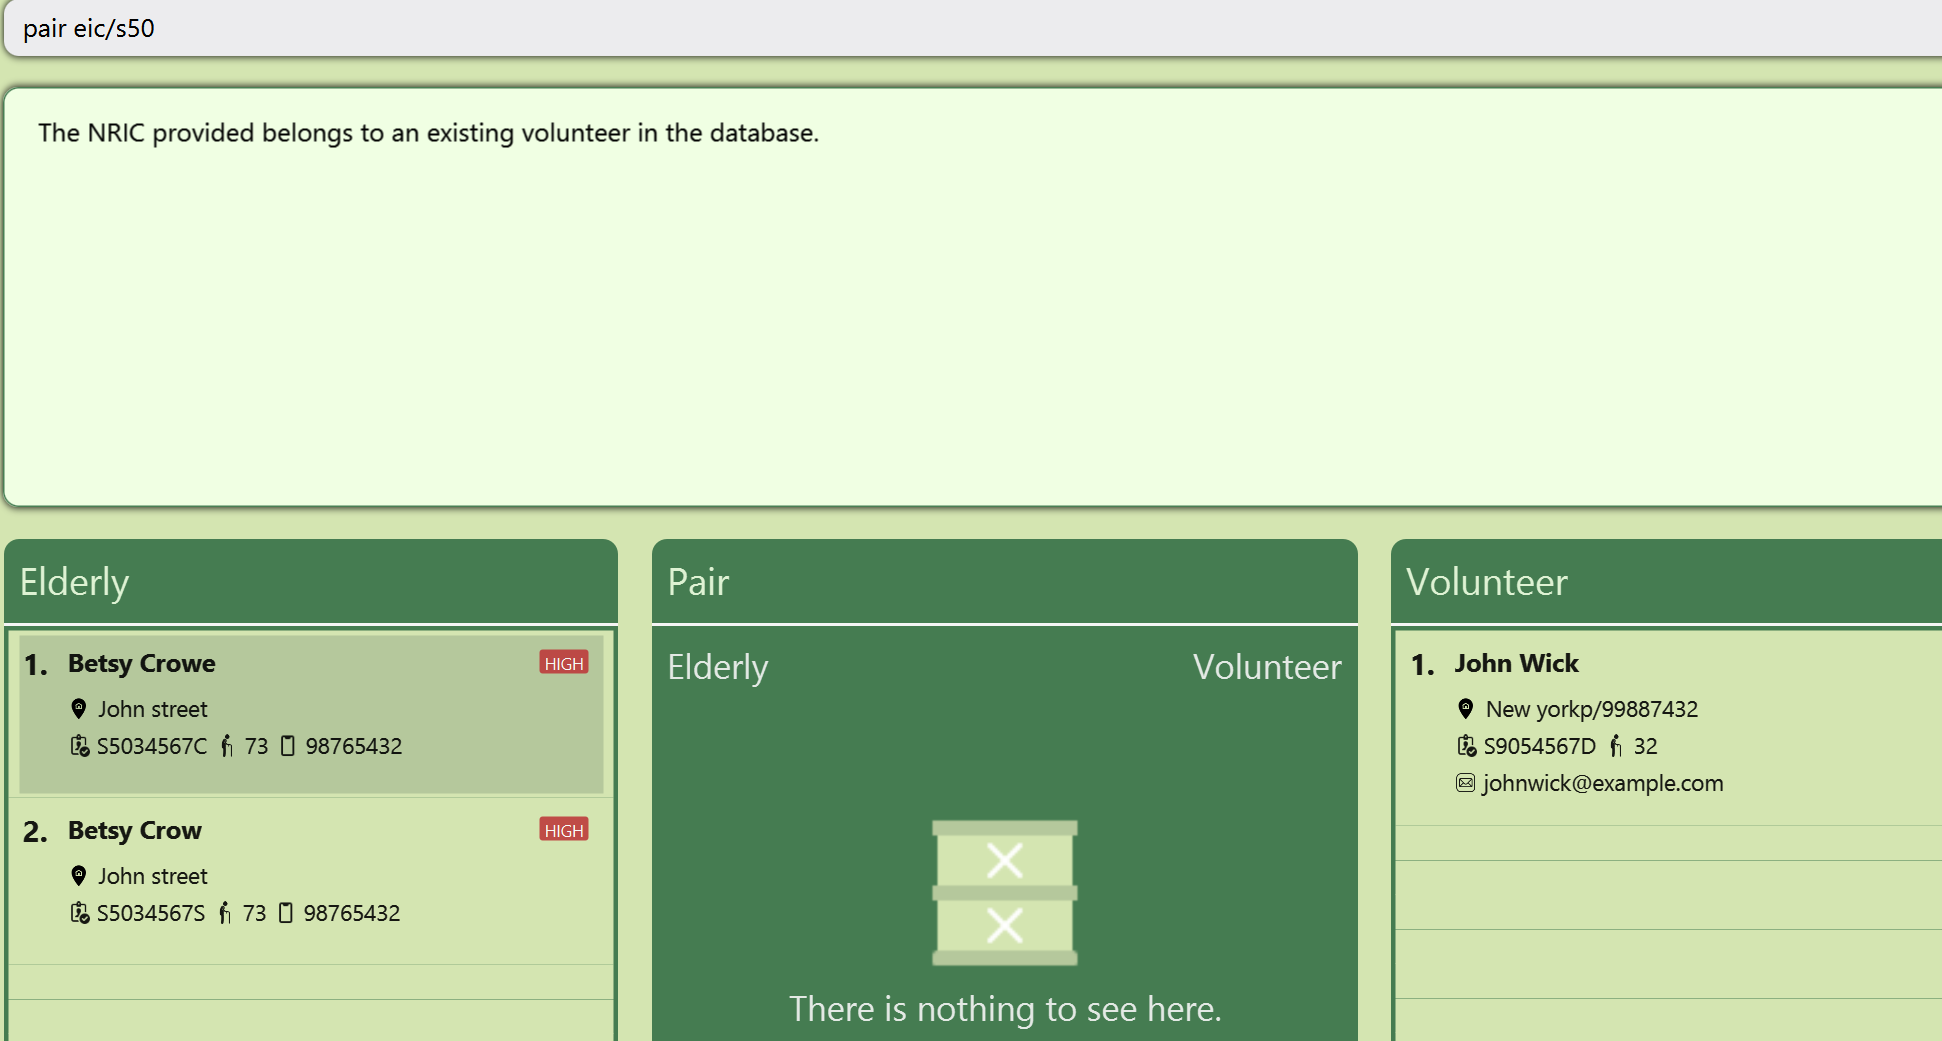 pair eic/s50
The NRIC provided belongs to an existing volunteer in the database.
Elderly
1. Betsy Crowe HIGH
John street
S5034567C 73 98765432
2. Betsy Crow HIGH
John street
S5034567S 73 98765432
Pair
Elderly Volunteer
There is nothing to see here.
Volunteer
1. John Wick
New yorkp/99887432
S9054567D 32
johnwick@example.com